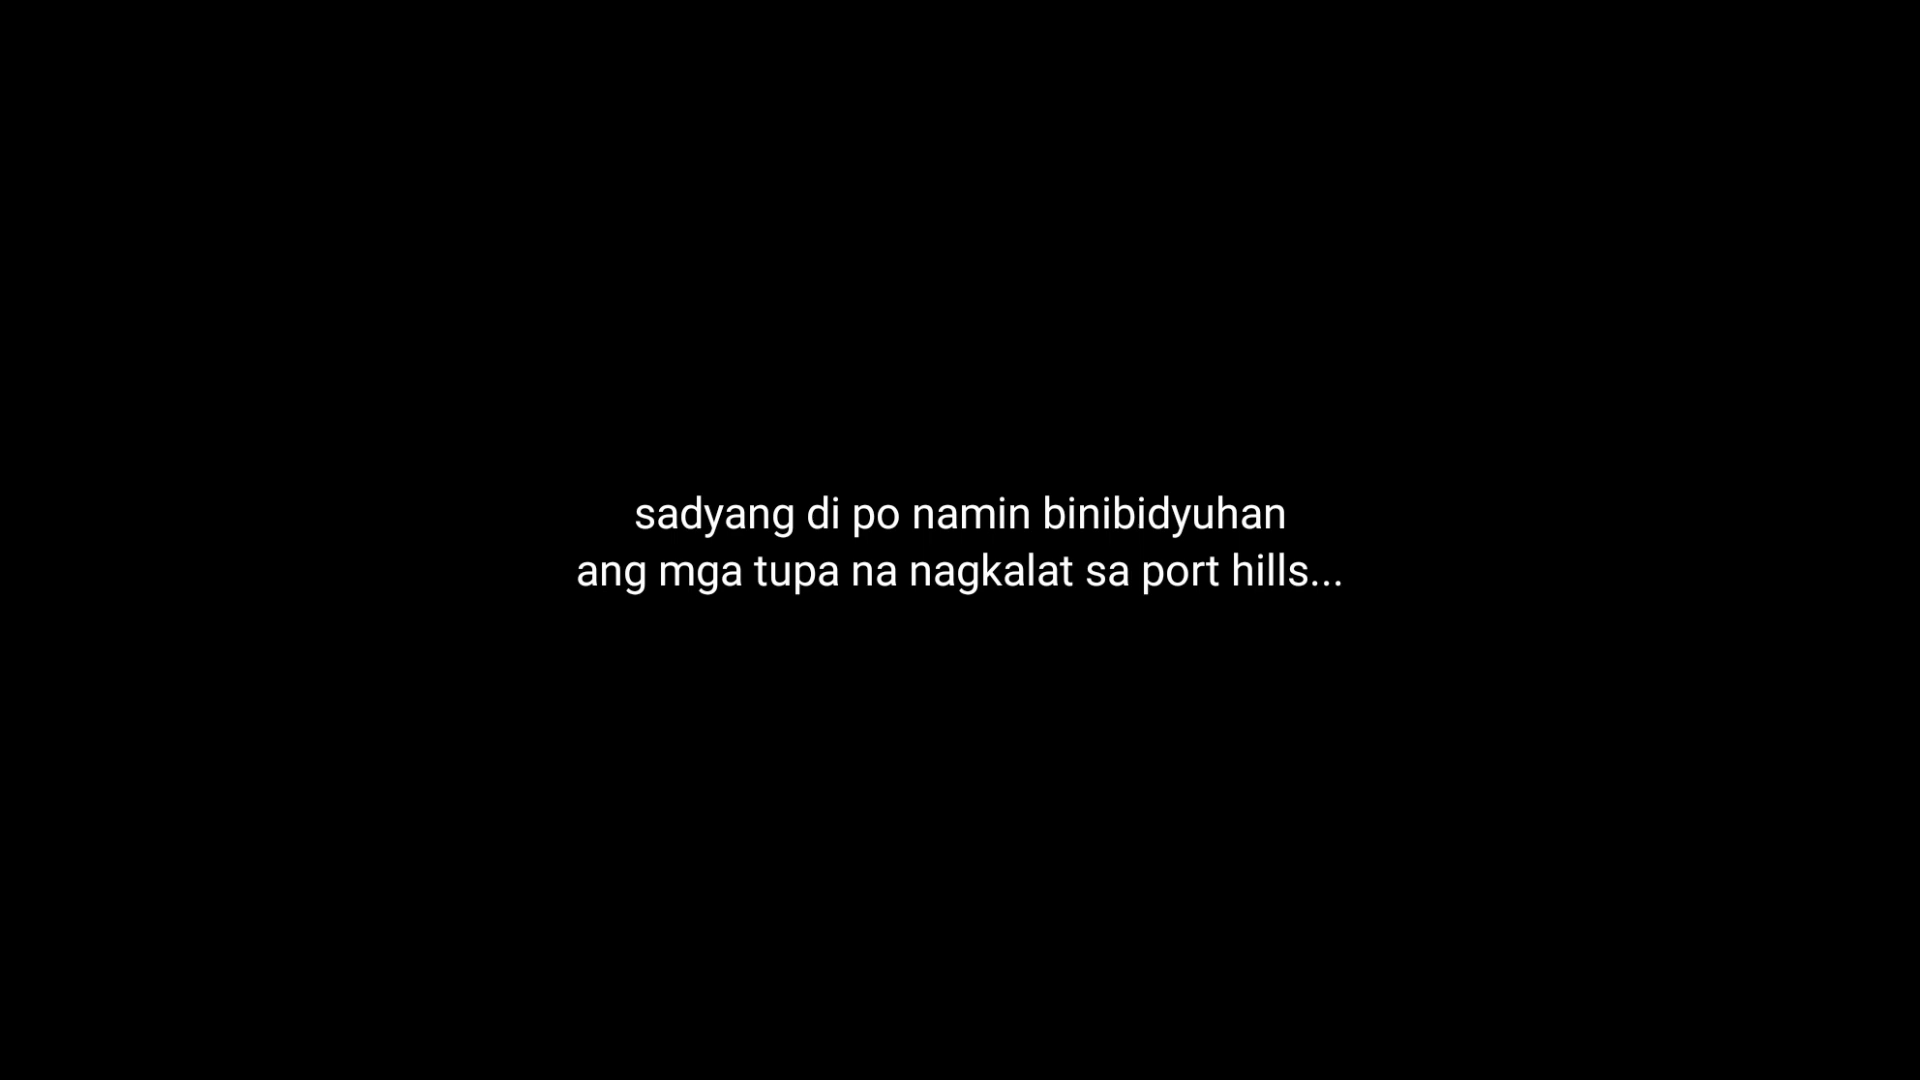 sadyang di po namin binibidyuhan
ang mga tupa na nagkalat sa port hills...